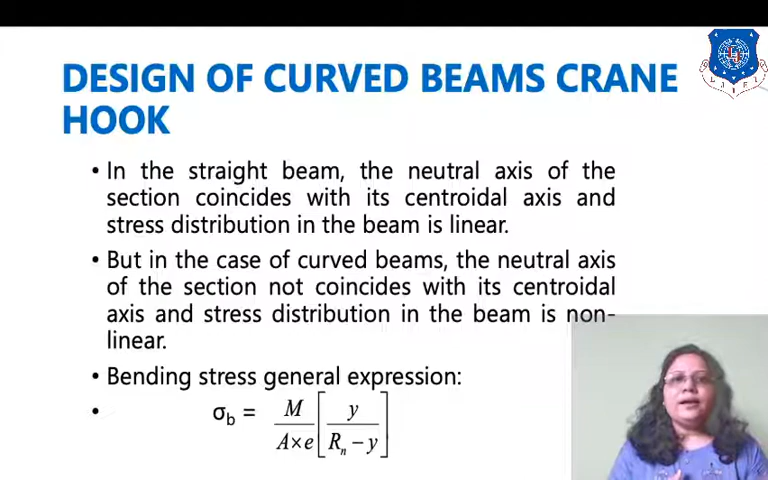 DESIGN OF CURVED BEAMS CRANE
HOOK
• In the straight beam, the neutral axis of the
section coincides with its centroidal axis and
stress distribution in the beam is linear.
• But in the case of curved beams, the neutral axis
of the section not coincides with its centroidal
axis and stress distribution in the beam is non-
linear.
• Bending stress general expression:
• σb = M/(A×e) [y/(Rn − y)]
LJIET